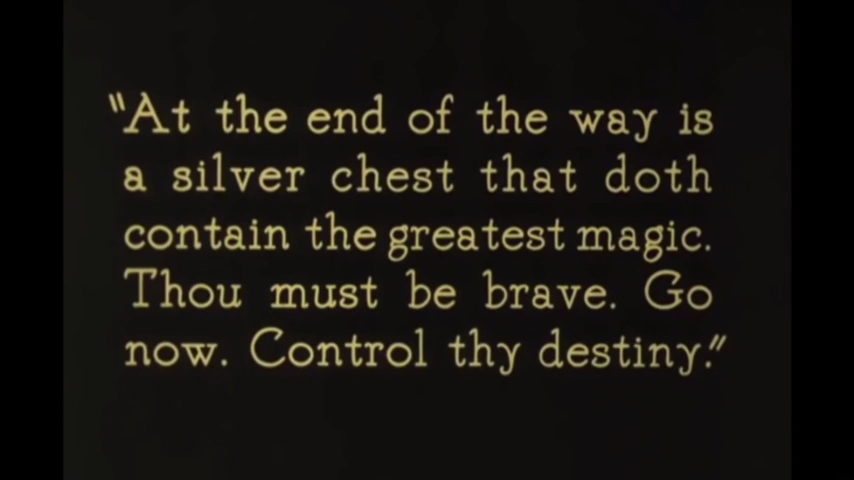 "At the end of the way is
a silver chest that doth
contain the greatest magic.
Thou must be brave. Go
now. Control thy destiny."